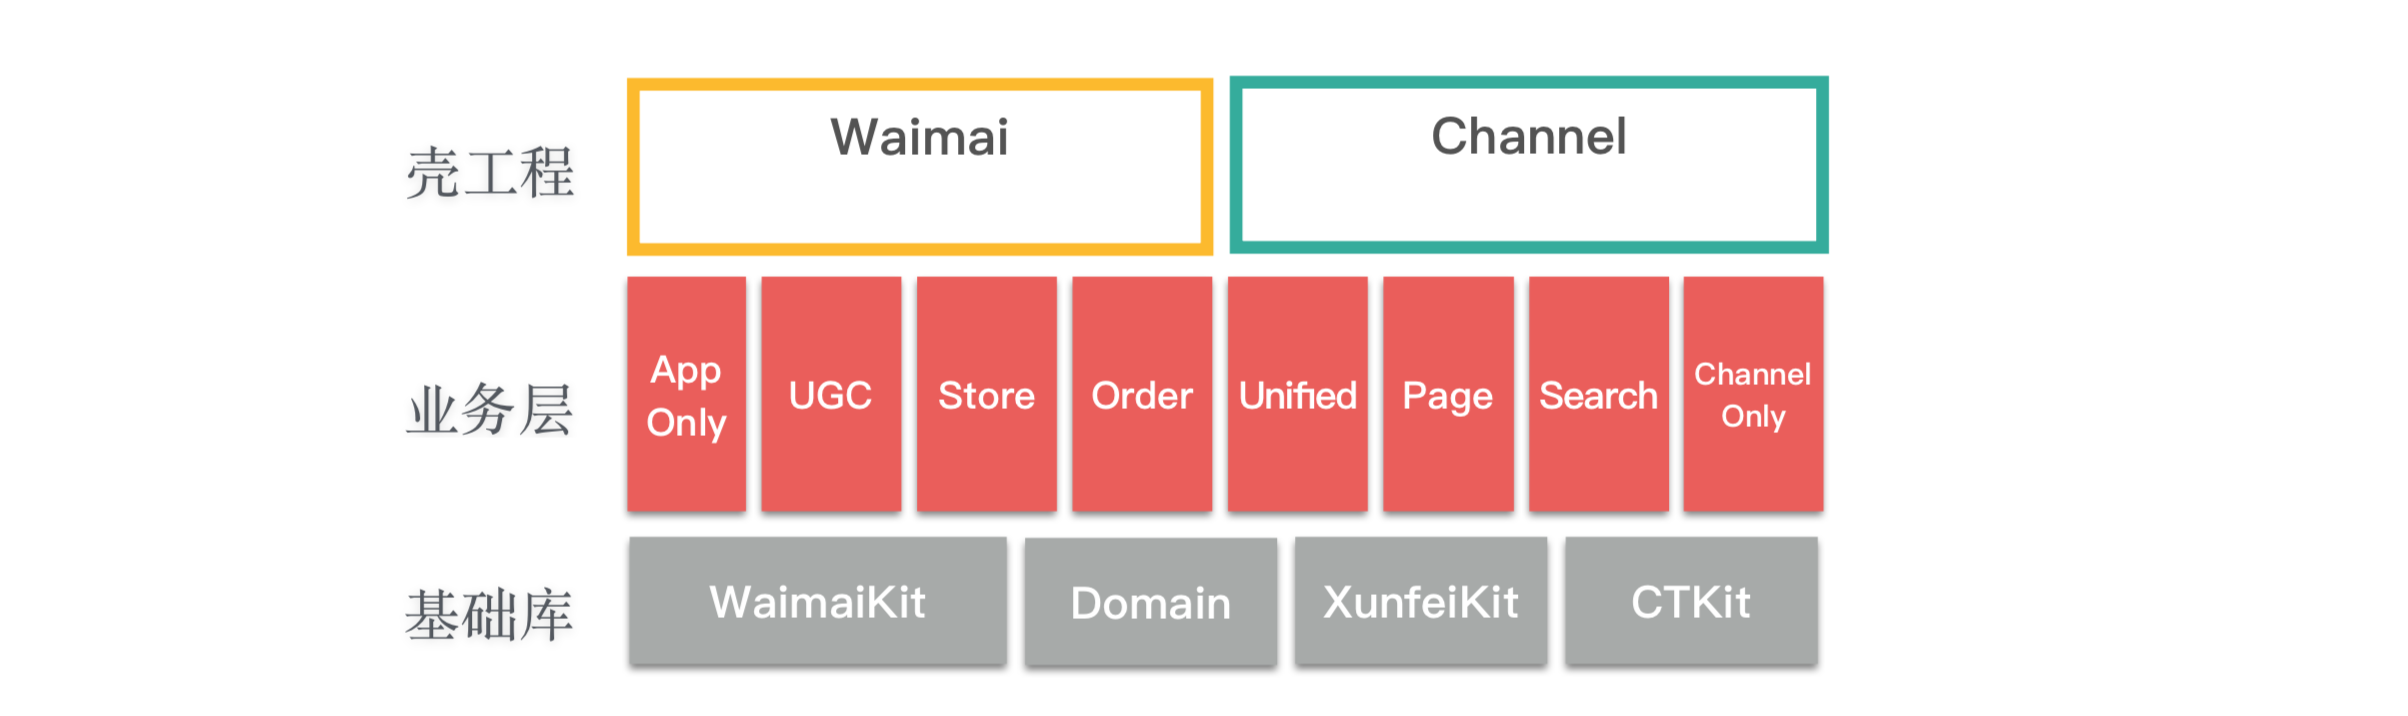 壳工程
Waimai
Channel
业务层
App
Only
UGC
Store
Order
Unified
Page
Search
Channel
Only
基础库
WaimaiKit
Domain
XunfeiKit
CTKit